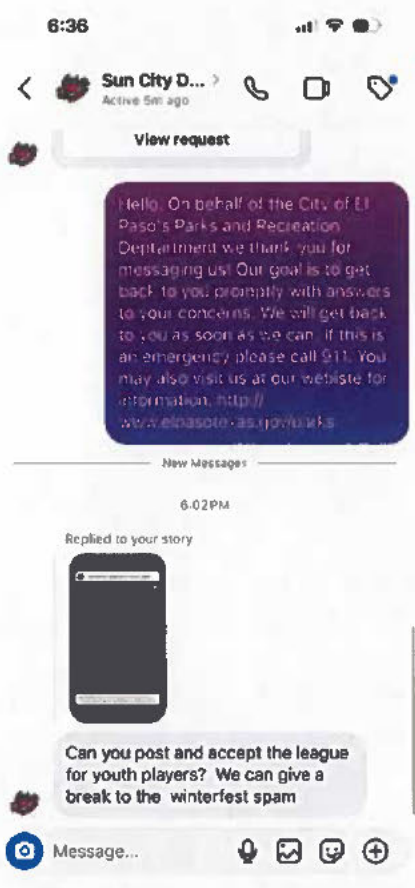 6:36
Sun City D...
Active 5m ago
View request
Hello. On behalf of the City of El
Paso's Parks and Recreation
Deptartment we thank you for
messaging us! Our goal is to get
back to you promptly with answers
to your concerns. We will get back
to you as soon as we can. if this is
an emergency please call 911. You
may also visit us at our webiste for
information. http://
New Messages
6:02 PM
Replied to your story
Can you post and accept the league
for youth players? We can give a
break to the winterfest spam
Message...